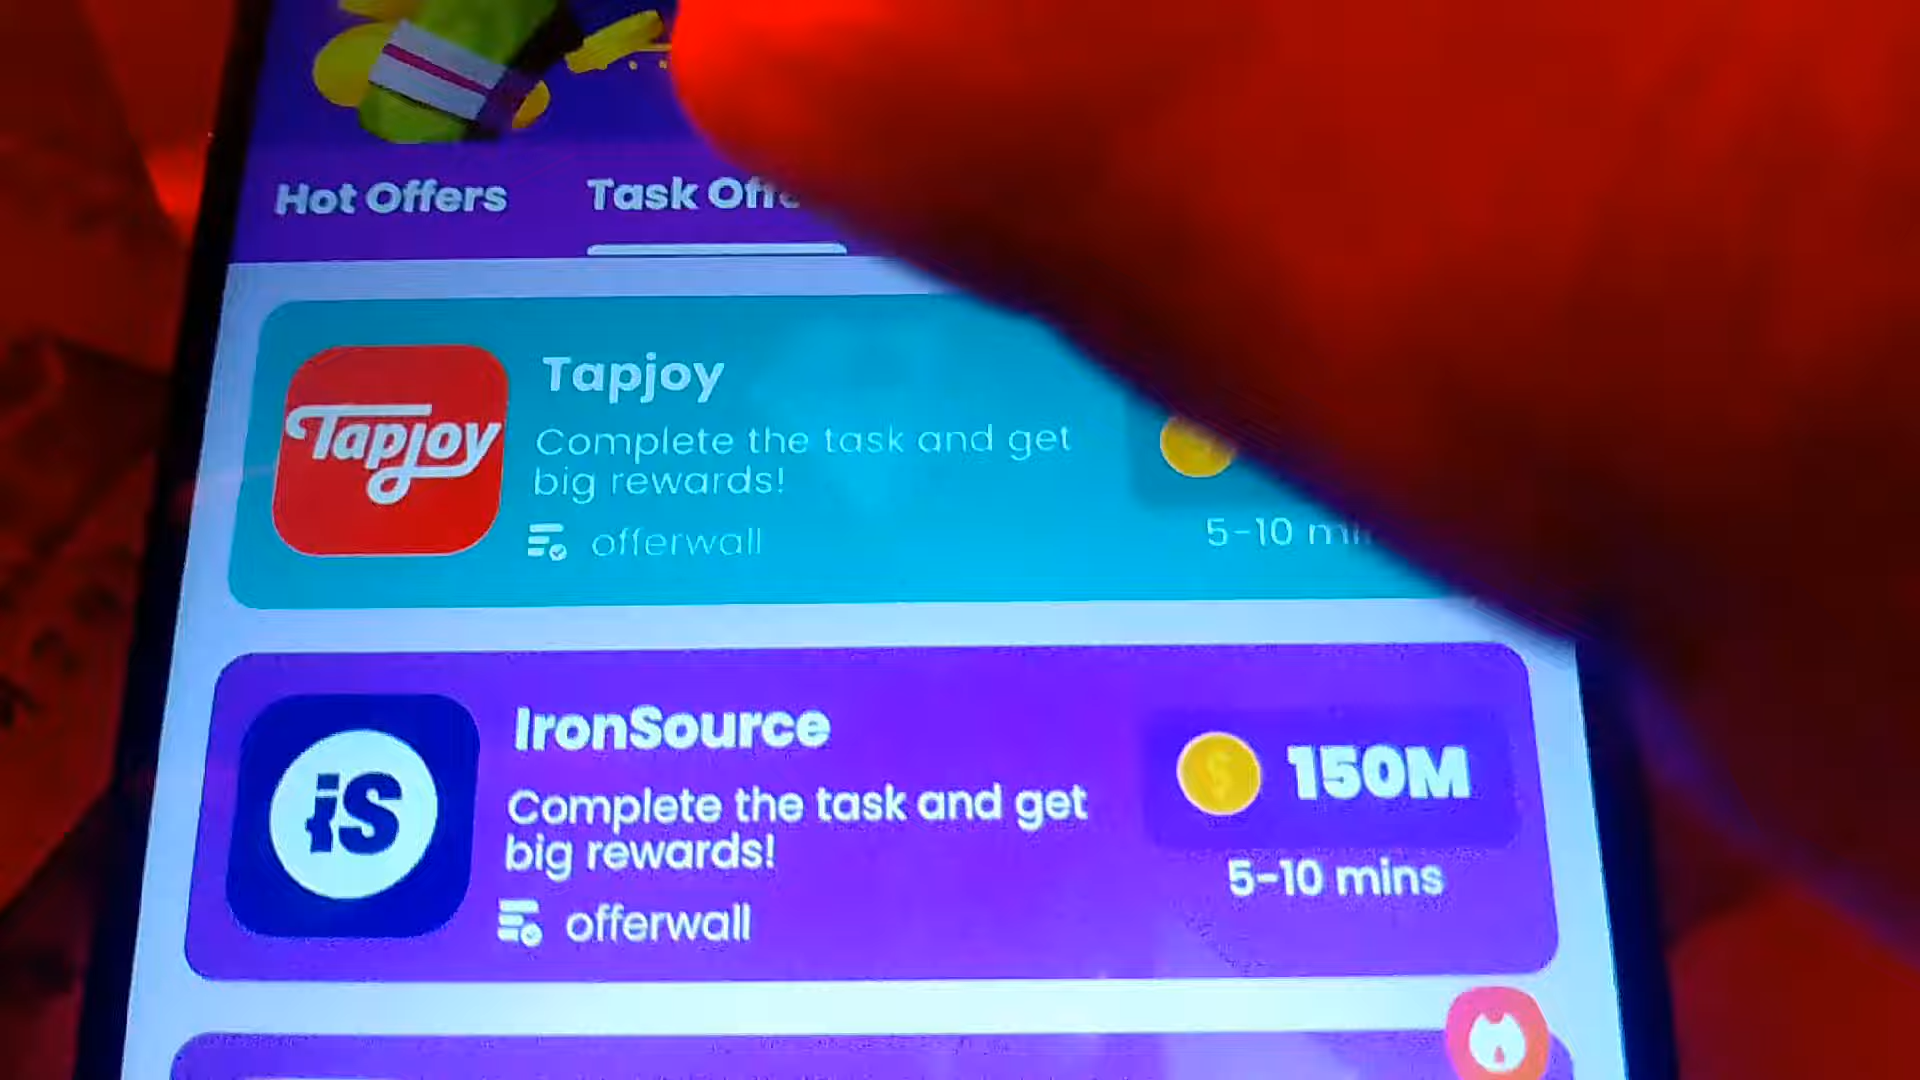 Hot Offers
Task
Tapjoy
Tapjoy
Complete the task and get
big rewards!
offerwall
5-10
IronSource
iS
Complete the task and get
big rewards!
offerwall
$ 150M
5-10 mins